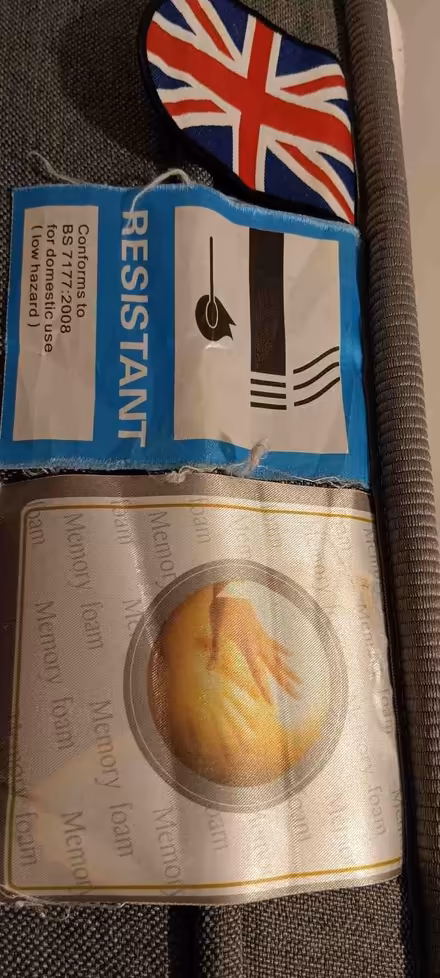 RESISTANT
Conforms to
BS 7177:2008
for domestic use
( low hazard )
Memory foam
Memory foam
Memory foam
Memory foam
Memory foam
Memory foam